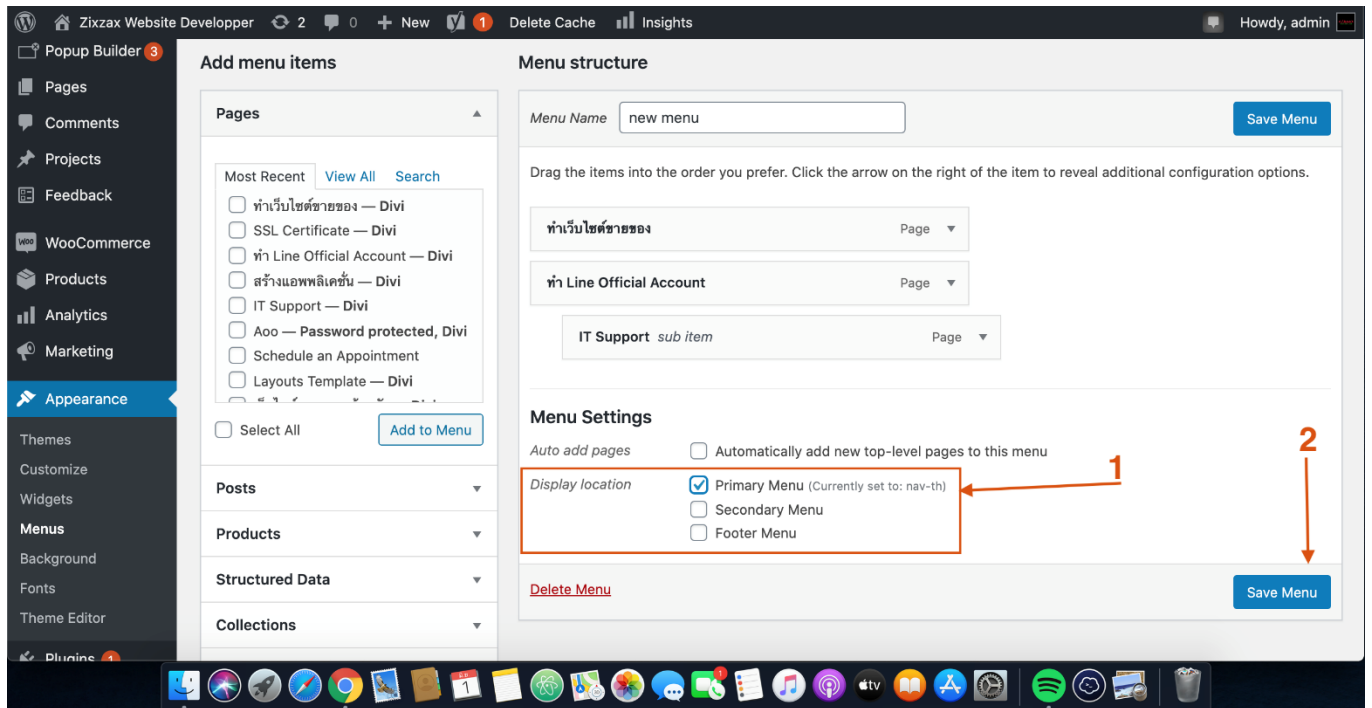 Zixzax Website Developper 2 0 + New 1 Delete Cache Insights Howdy, admin
Popup Builder 3
Pages
Comments
Projects
Feedback
WooCommerce
Products
Analytics
Marketing
Appearance
Themes
Customize
Widgets
Menus
Background
Fonts
Theme Editor
Plugins 1
Add menu items
Pages
Most Recent View All Search
ทำเว็บไซต์ขายของ — Divi
SSL Certificate — Divi
ทำ Line Official Account — Divi
สร้างแอพพลิเคชั่น — Divi
IT Support — Divi
Aoo — Password protected, Divi
Schedule an Appointment
Layouts Template — Divi
Select All Add to Menu
Posts
Products
Structured Data
Collections
Menu structure
Menu Name new menu Save Menu
Drag the items into the order you prefer. Click the arrow on the right of the item to reveal additional configuration options.
ทำเว็บไซต์ขายของ Page
ทำ Line Official Account Page
IT Support sub item Page
Menu Settings
Auto add pages Automatically add new top-level pages to this menu
Display location Primary Menu (Currently set to: nav-th)
Secondary Menu
Footer Menu
1
2
Delete Menu Save Menu
1
1
tv